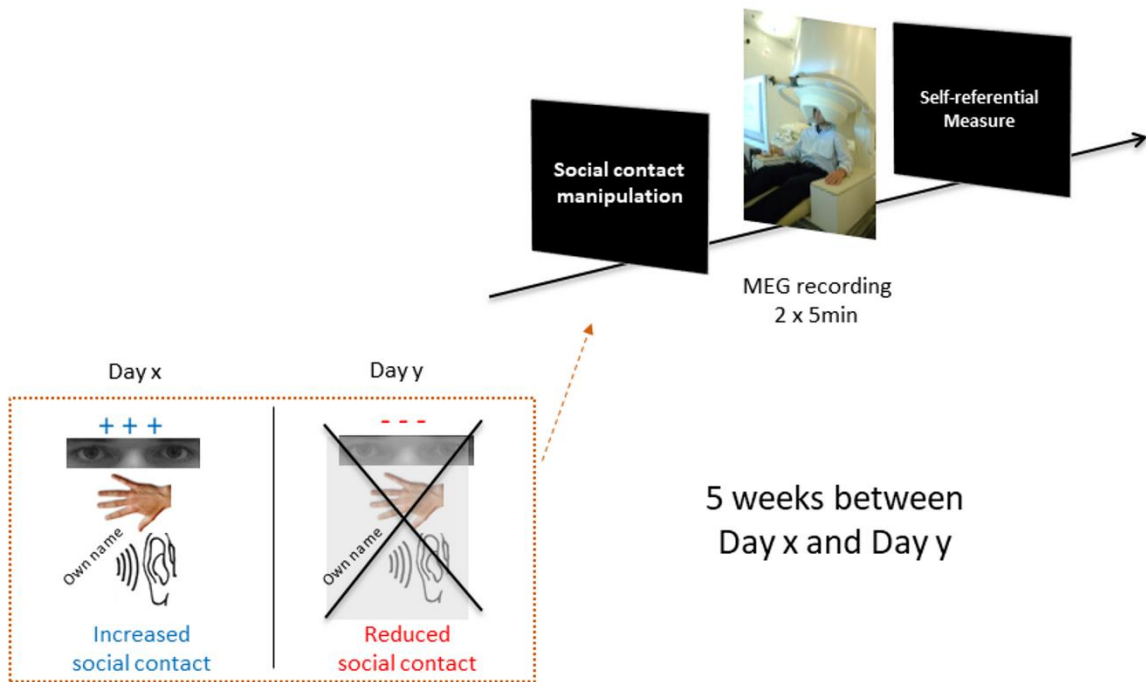 Self-referential
Measure
Social contact
manipulation
MEG recording
2 x 5min
Day x
Day y
+ + +
- - -
Own name
Own name
Increased
social contact
Reduced
social contact
5 weeks between
Day x and Day y